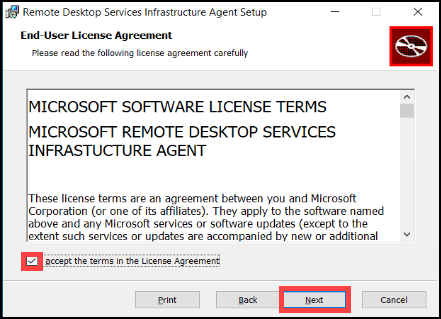 Remote Desktop Services Infrastructure Agent Setup
End-User License Agreement
Please read the following license agreement carefully
MICROSOFT SOFTWARE LICENSE TERMS
MICROSOFT REMOTE DESKTOP SERVICES
INFRASTUCTURE AGENT
These license terms are an agreement between you and Microsoft
Corporation (or one of its affiliates). They apply to the software named
above and any Microsoft services or software updates (except to the
extent such services or updates are accompanied by new or additional
accept the terms in the License Agreement
Print Back Next Cancel